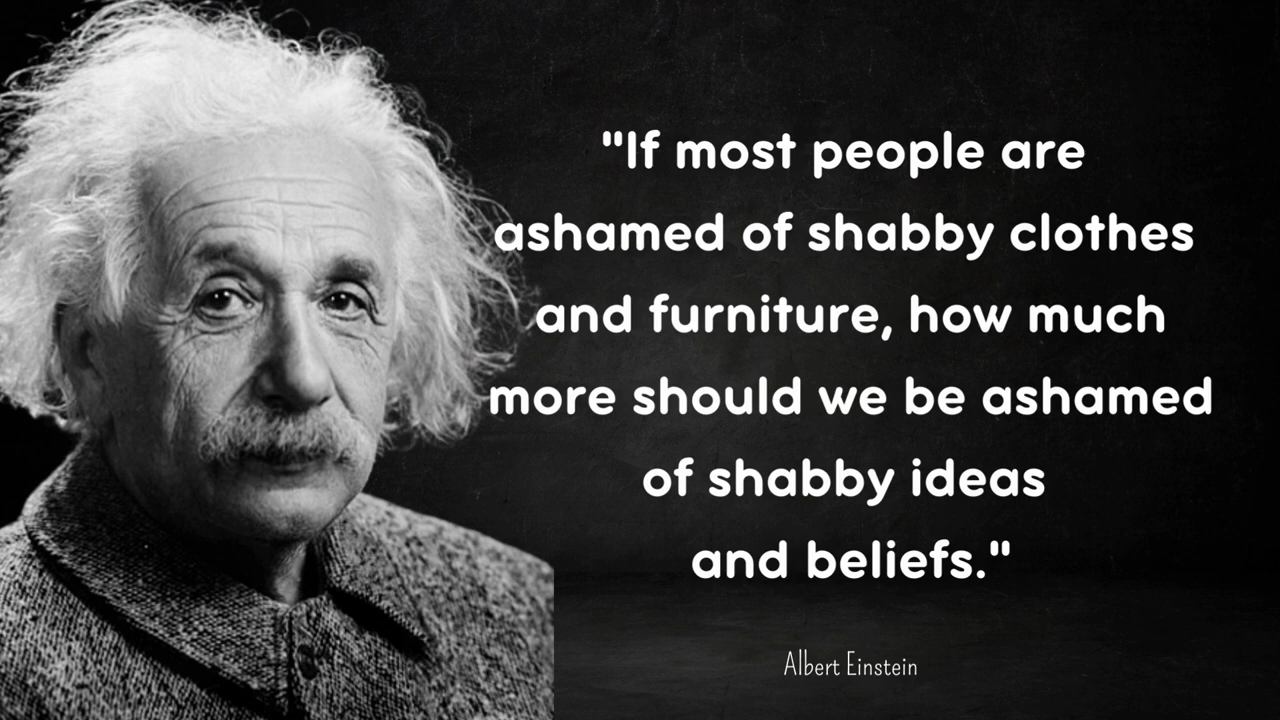 "If most people are
ashamed of shabby clothes
and furniture, how much
more should we be ashamed
of shabby ideas
and beliefs."
Albert Einstein